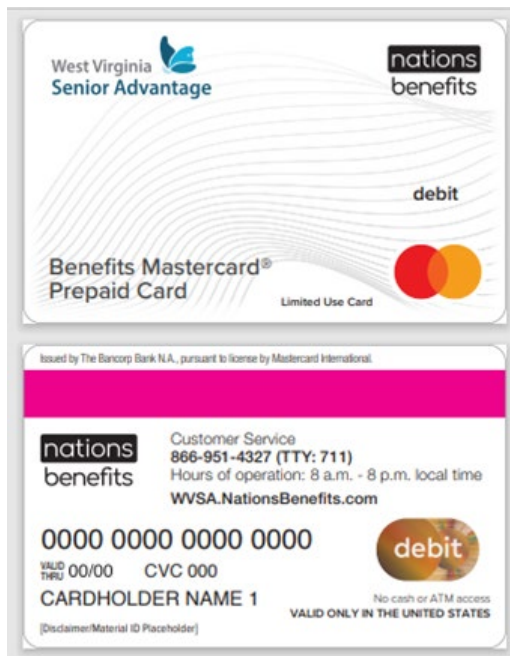 West Virginia
Senior Advantage
nations
benefits
debit
Benefits Mastercard®
Prepaid Card
Limited Use Card
Issued by The Bancorp Bank N.A., pursuant to license by Mastercard International.
nations
benefits
Customer Service
866-951-4327 (TTY: 711)
Hours of operation: 8 a.m. - 8 p.m. local time
WVSA.NationsBenefits.com
0000 0000 0000 0000
VALID THRU 00/00 CVC 000
debit
CARDHOLDER NAME 1
No cash or ATM access
VALID ONLY IN THE UNITED STATES
[Disclaimer/Material ID Placeholder]